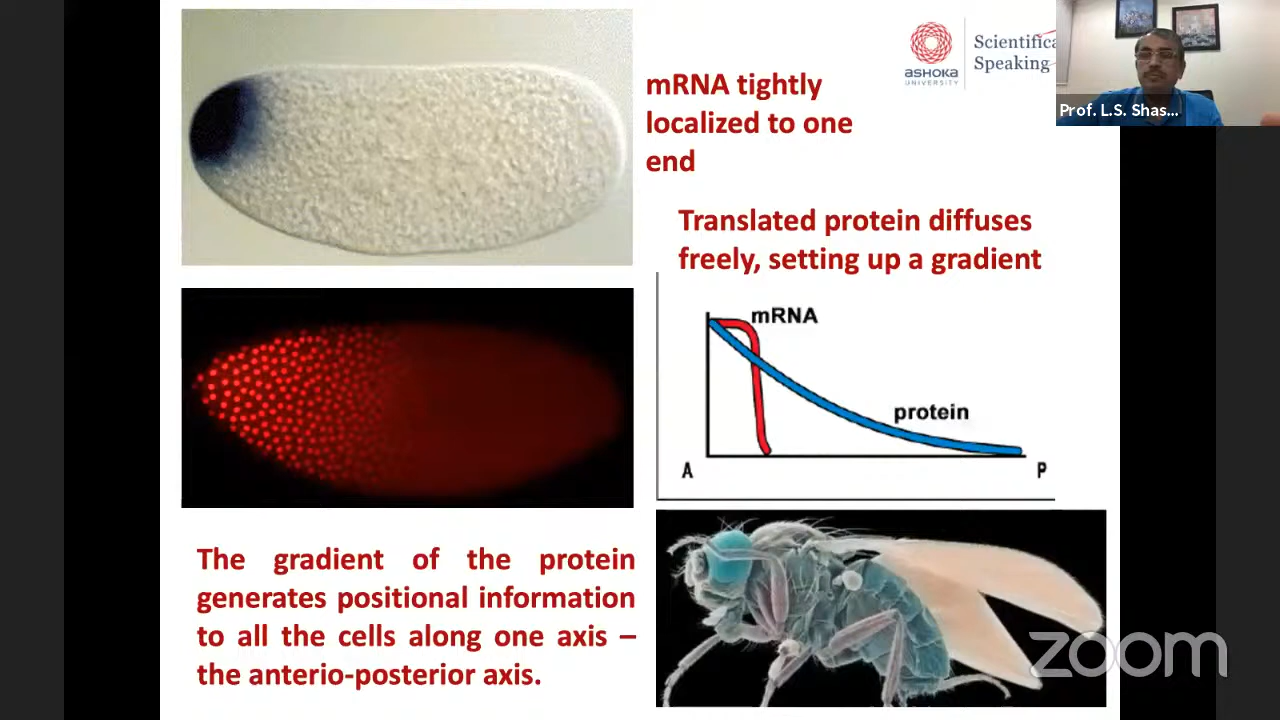 mRNA tightly
localized to one
end
ASHOKA
UNIVERSITY
Scientifica
Speaking
Prof. L.S. Shas...
Translated protein diffuses
freely, setting up a gradient
mRNA
protein
A
P
The gradient of the protein
generates positional information
to all the cells along one axis –
the anterio-posterior axis.
zoom